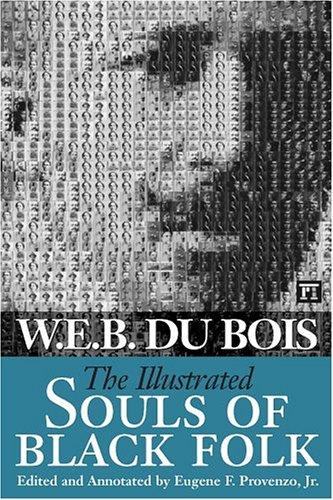 W.E.B. DU BOIS
The Illustrated
SOULS OF
BLACK FOLK
Edited and Annotated by Eugene F. Provenzo, Jr.